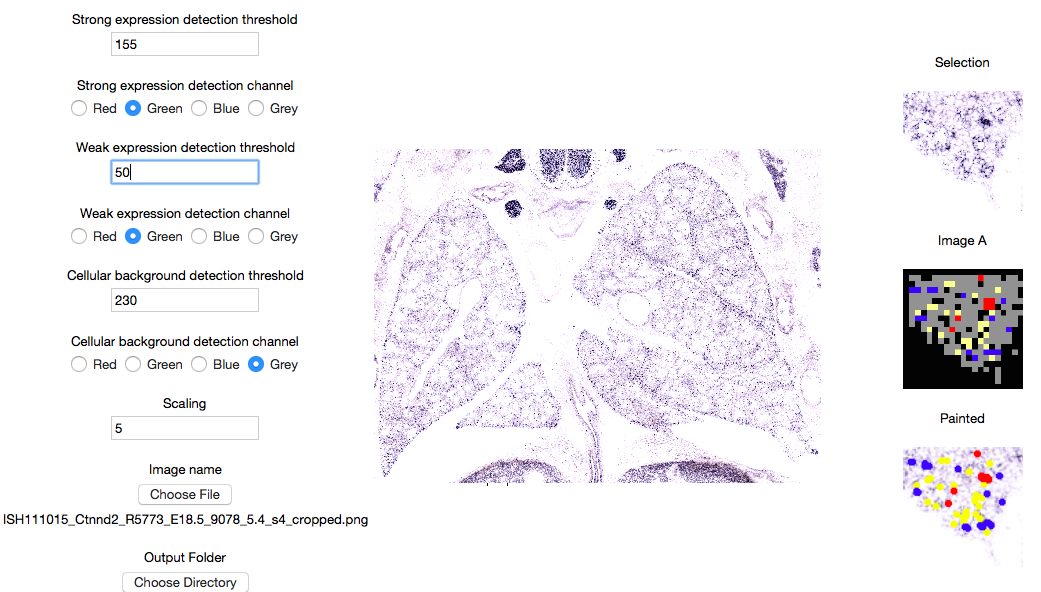 Strong expression detection threshold
155
Strong expression detection channel
Red Green Blue Grey
Weak expression detection threshold
50
Weak expression detection channel
Red Green Blue Grey
Cellular background detection threshold
230
Cellular background detection channel
Red Green Blue Grey
Scaling
5
Image name
Choose File
ISH111015_Ctnnd2_R5773_E18.5_9078_5.4_s4_cropped.png
Output Folder
Choose Directory
Selection
Image A
Painted